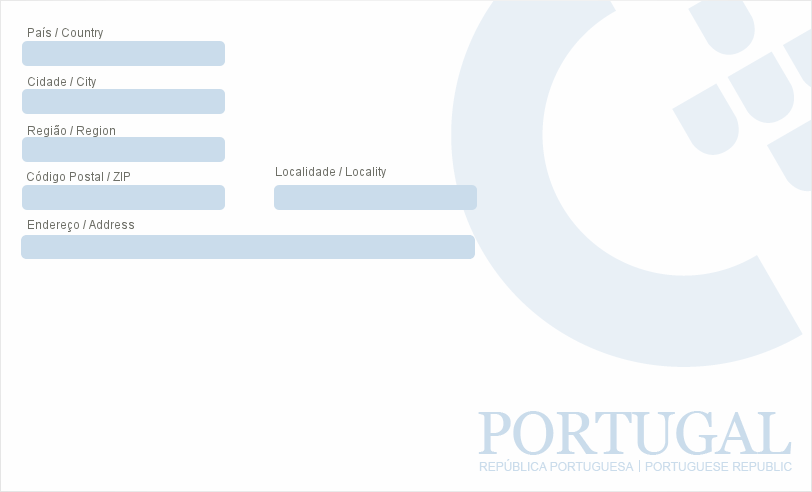 País / Country
Cidade / City
Região / Region
Código Postal / ZIP
Localidade / Locality
Endereço / Address
PORTUGAL
REPÚBLICA PORTUGUESA | PORTUGUESE REPUBLIC